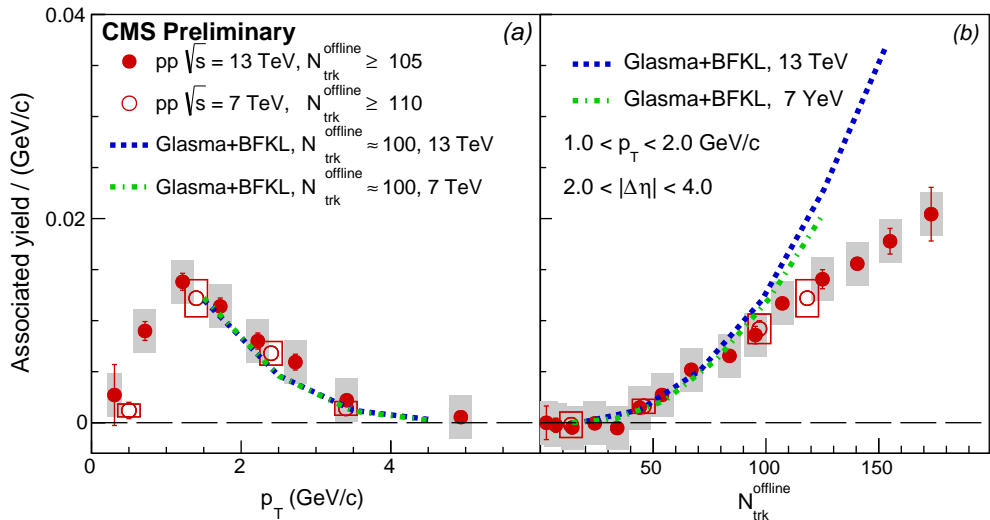 CMS Preliminary
(a)
pp √s = 13 TeV, N_trk^offline ≥ 105
pp √s = 7 TeV, N_trk^offline ≥ 110
Glasma+BFKL, N_trk^offline ≈100, 13 TeV
Glasma+BFKL, N_trk^offline ≈100, 7 TeV
(b)
Glasma+BFKL, 13 TeV
Glasma+BFKL, 7 YeV
1.0 < p_T < 2.0 GeV/c
2.0 < |Δη| < 4.0
Associated yield / (GeV/c)
0.04
0.02
0
0 2 4
p_T (GeV/c)
50 100 150
N_trk^offline